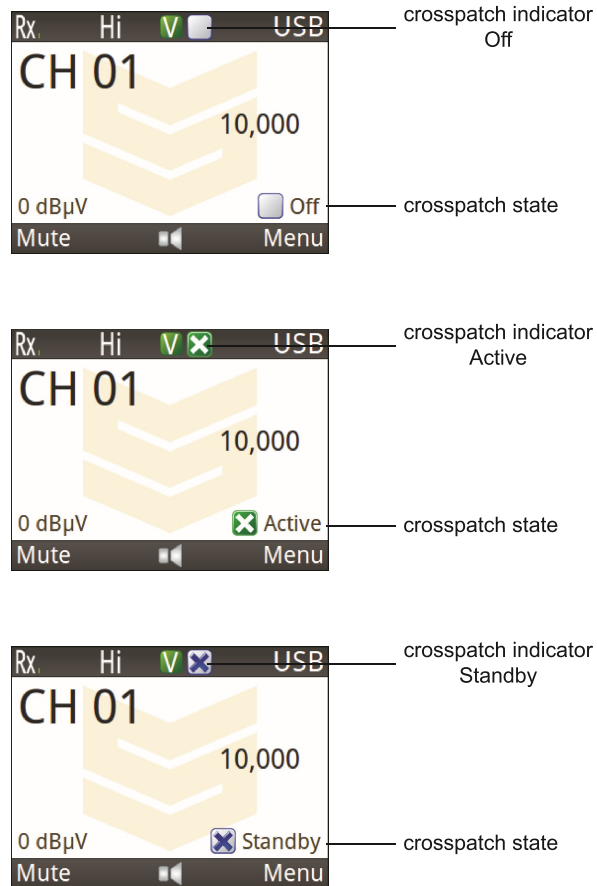 Rx Hi V USB
crosspatch indicator
Off
CH 01
10,000
0 dBµV Off
crosspatch state
Mute Menu
Rx Hi V USB
crosspatch indicator
Active
CH 01
10,000
0 dBµV Active
crosspatch state
Mute Menu
Rx Hi V USB
crosspatch indicator
Standby
CH 01
10,000
0 dBµV Standby
crosspatch state
Mute Menu